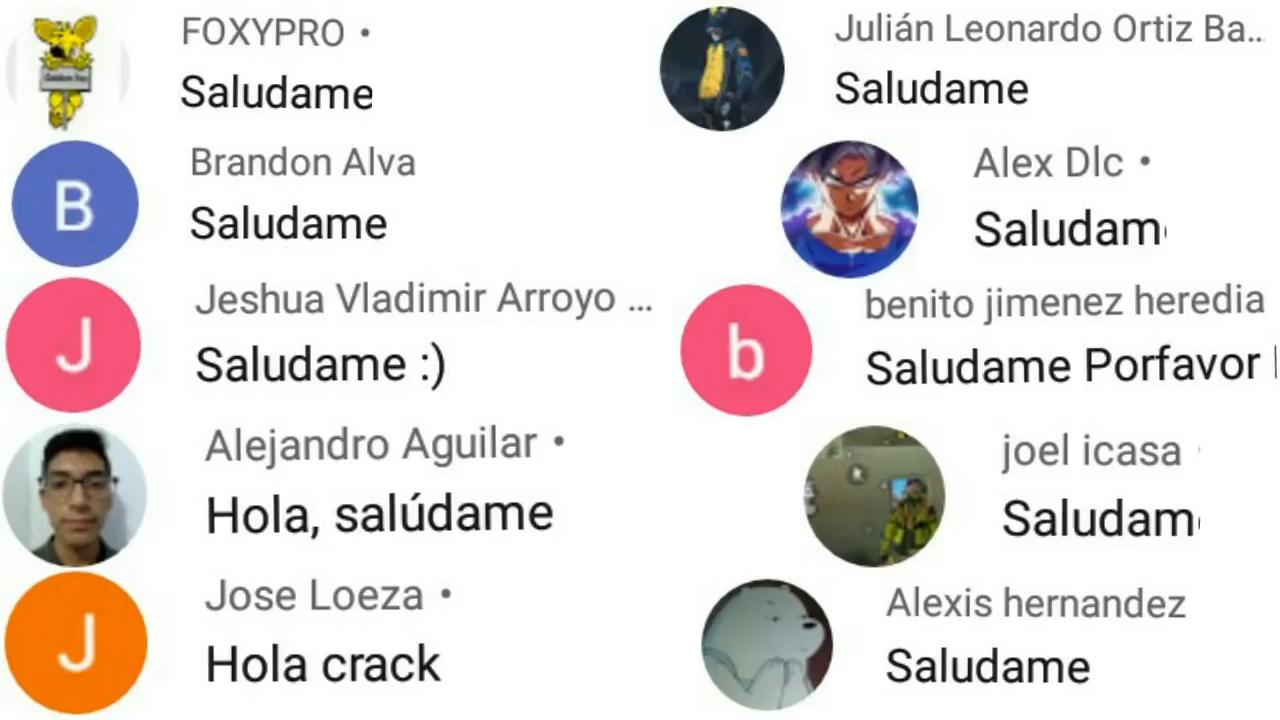 FOXYPRO •
Saludame
Brandon Alva
Saludame
Jeshua Vladimir Arroyo ...
Saludame :)
Alejandro Aguilar •
Hola, salúdame
Jose Loeza •
Hola crack
Julián Leonardo Ortiz Ba...
Saludame
Alex Dlc •
Saludam
benito jimenez heredia
Saludame Porfavor
joel icasa
Saludam
Alexis hernandez
Saludame
B
J
J
b